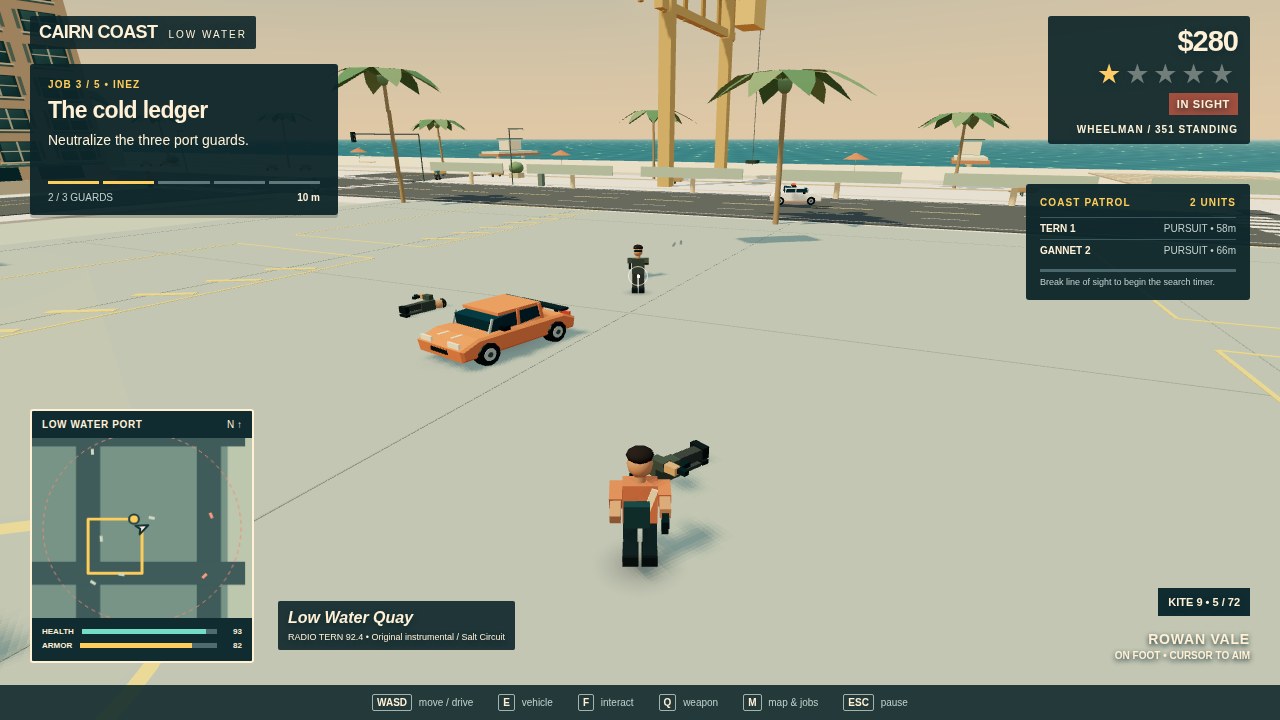 CAIRN COAST LOW WATER
JOB 3 / 5 • INEZ
The cold ledger
Neutralize the three port guards.
2 / 3 GUARDS 10 m
$280
IN SIGHT
WHEELMAN / 351 STANDING
COAST PATROL 2 UNITS
TERN 1 PURSUIT • 58m
GANNET 2 PURSUIT • 66m
Break line of sight to begin the search timer.
LOW WATER PORT N ↑
HEALTH 93
ARMOR 82
Low Water Quay
RADIO TERN 92.4 • Original instrumental / Salt Circuit
KITE 9 • 5 / 72
ROWAN VALE
ON FOOT • CURSOR TO AIM
WASD move / drive E vehicle F interact Q weapon M map & jobs ESC pause